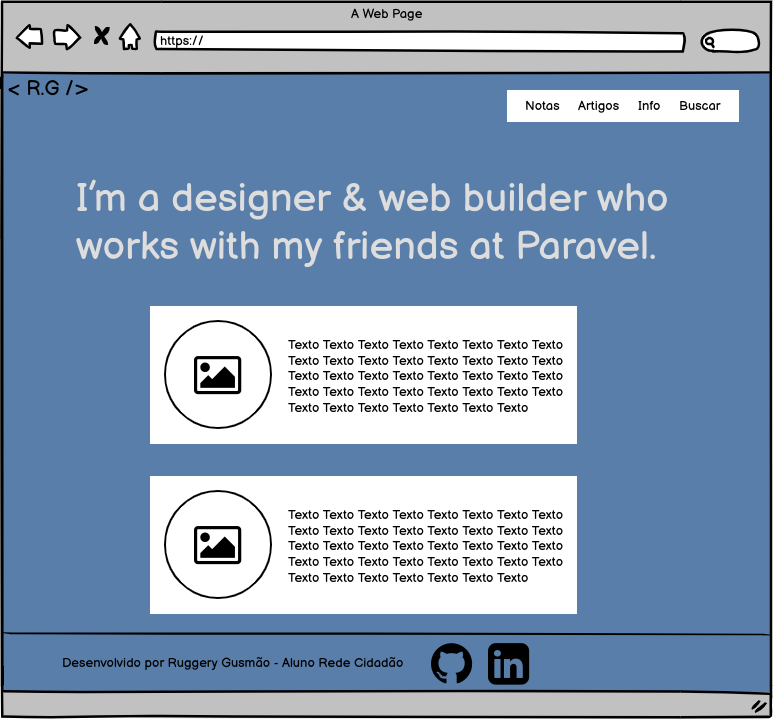 A Web Page
https://
< R.G />
Notas Artigos Info Buscar
I'm a designer & web builder who
works with my friends at Paravel.
Texto Texto Texto Texto Texto Texto Texto Texto
Texto Texto Texto Texto Texto Texto Texto Texto
Texto Texto Texto Texto Texto Texto Texto Texto
Texto Texto Texto Texto Texto Texto Texto Texto
Texto Texto Texto Texto Texto Texto Texto
Texto Texto Texto Texto Texto Texto Texto Texto
Texto Texto Texto Texto Texto Texto Texto Texto
Texto Texto Texto Texto Texto Texto Texto Texto
Texto Texto Texto Texto Texto Texto Texto Texto
Texto Texto Texto Texto Texto Texto Texto
Desenvolvido por Ruggery Gusmão - Aluno Rede Cidadão
in